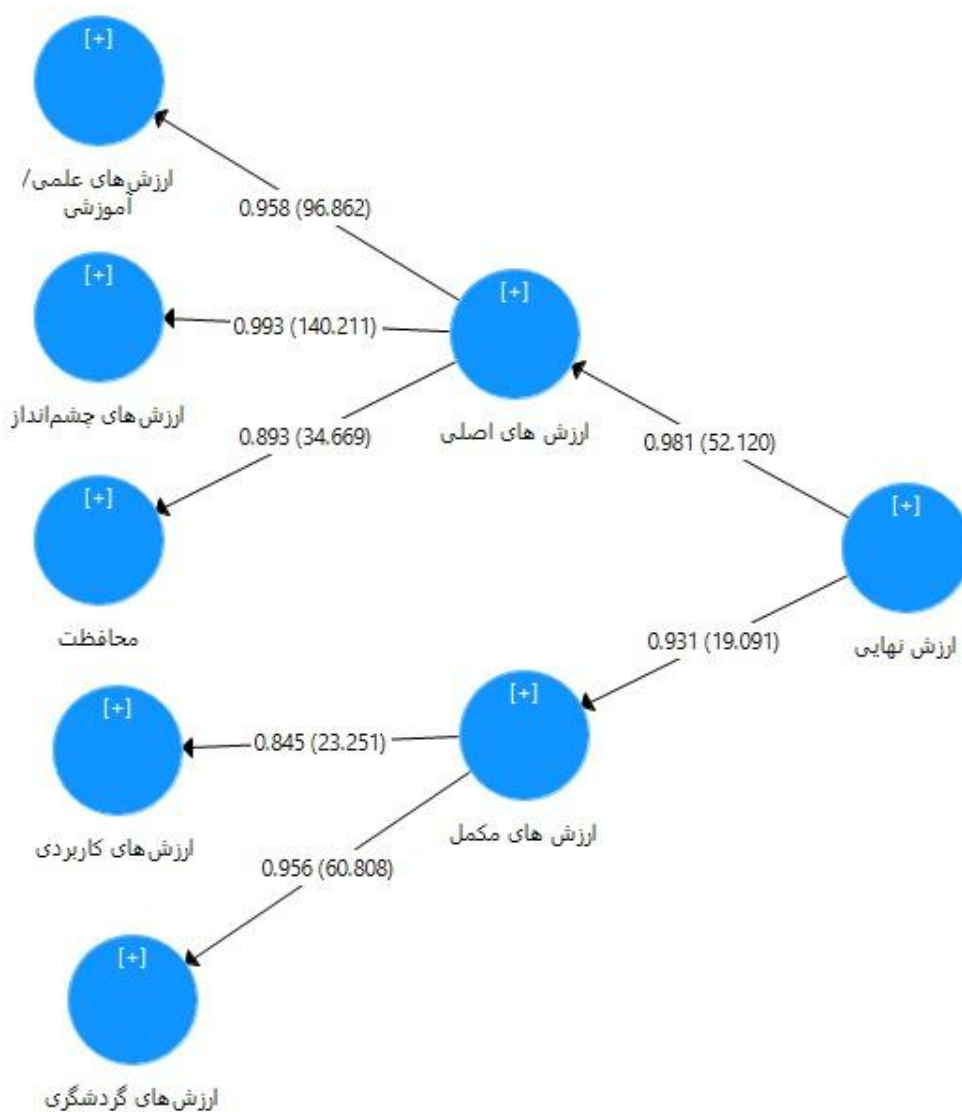 [+]
ارزش‌های علمی/
آموزشی
0.958 (96.862)
[+]
ارزش‌های چشم‌انداز
0.993 (140.211)
[+]
ارزش های اصلی
0.893 (34.669)
[+]
محافظت
0.981 (52.120)
[+]
ارزش نهایی
0.931 (19.091)
[+]
ارزش‌های کاربردی
0.845 (23.251)
[+]
ارزش های مکمل
0.956 (60.808)
[+]
ارزش‌های گردشگری